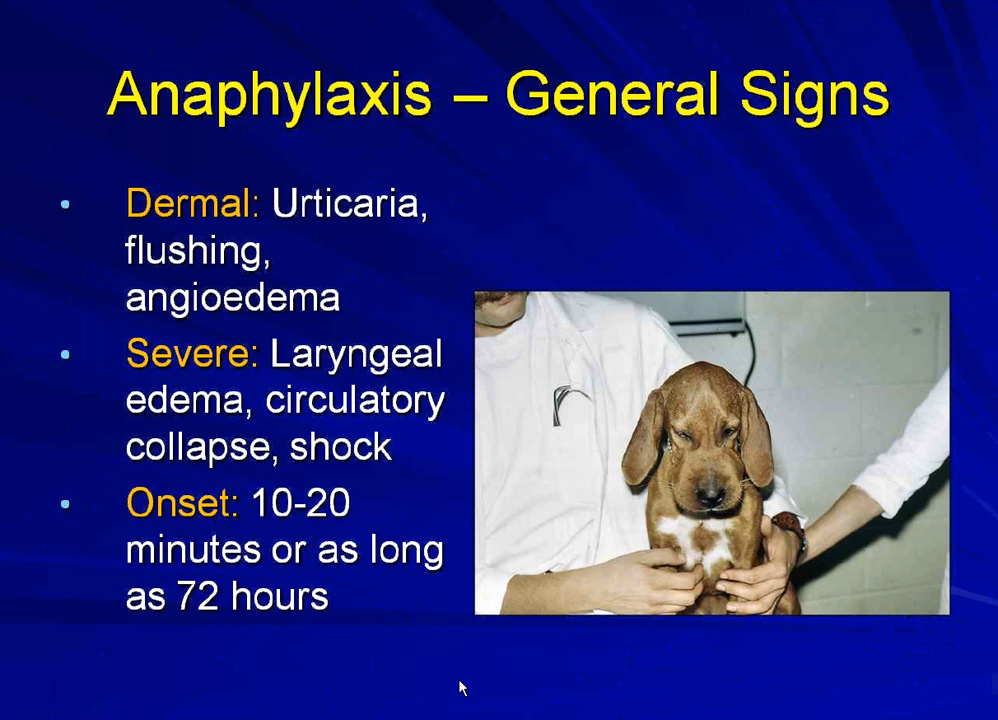 Anaphylaxis – General Signs
• Dermal: Urticaria,
flushing,
angioedema
• Severe: Laryngeal
edema, circulatory
collapse, shock
• Onset: 10-20
minutes or as long
as 72 hours